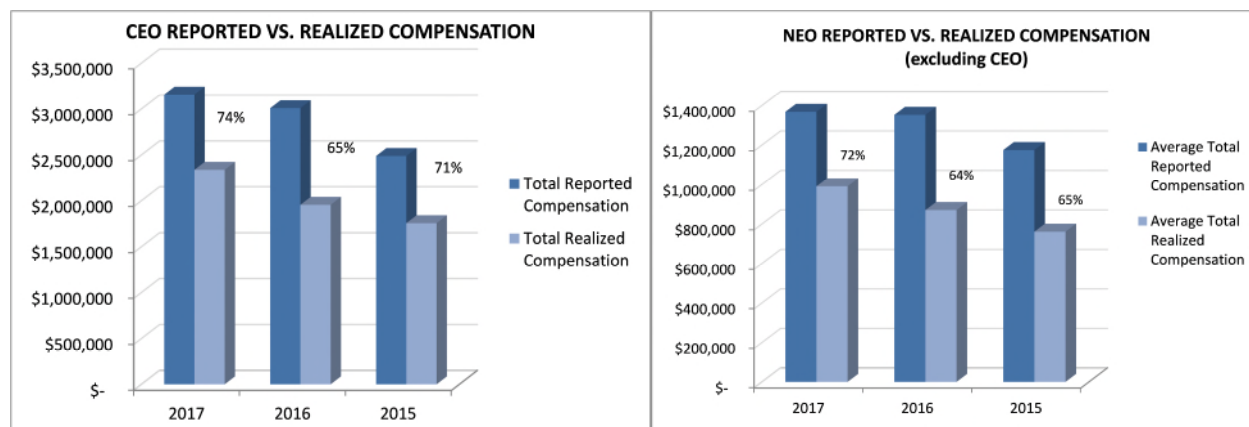 CEO REPORTED VS. REALIZED COMPENSATION
$3,500,000
$3,000,000
$2,500,000
$2,000,000
$1,500,000
$1,000,000
$500,000
$-
74%
65%
71%
2017
2016
2015
Total Reported
Compensation
Total Realized
Compensation
NEO REPORTED VS. REALIZED COMPENSATION
(excluding CEO)
$1,400,000
$1,200,000
$1,000,000
$800,000
$600,000
$400,000
$200,000
$-
72%
64%
65%
2017
2016
2015
Average Total
Reported
Compensation
Average Total
Realized
Compensation